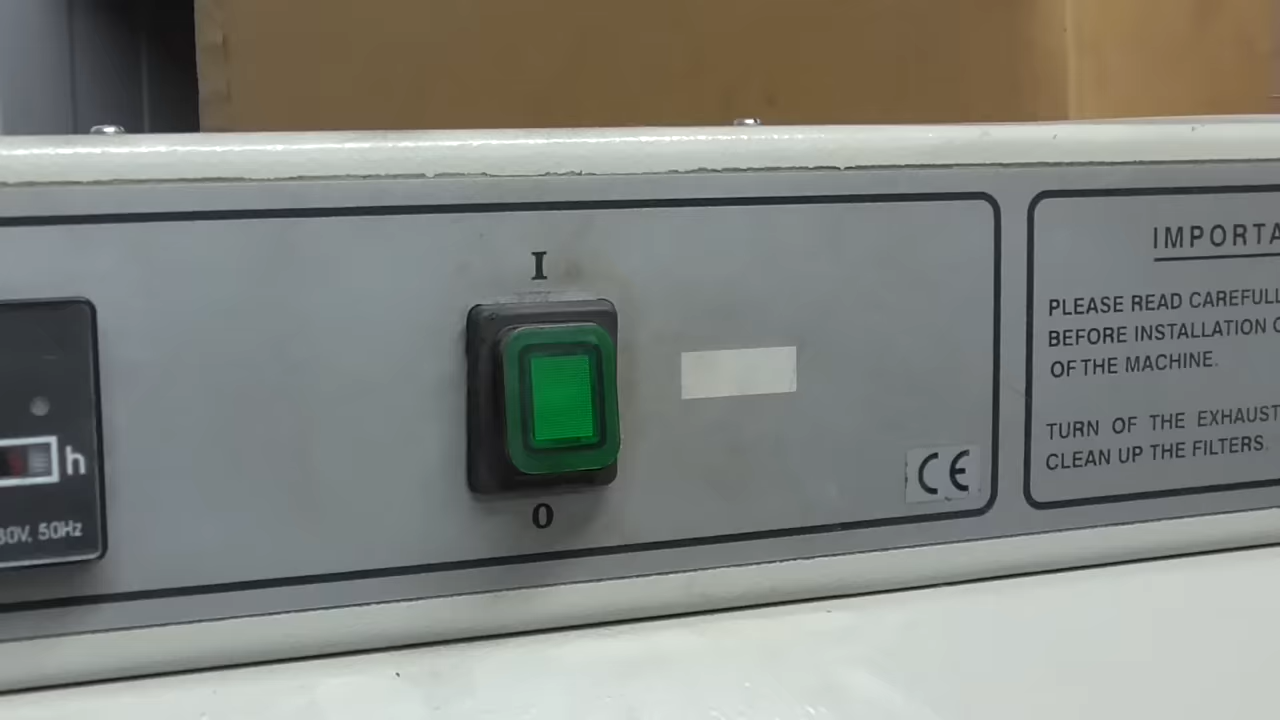 I
0
h
30V, 50Hz
CE
IMPORTA
PLEASE READ CAREFULL
BEFORE INSTALLATION
OF THE MACHINE.
TURN OF THE EXHAUST
CLEAN UP THE FILTERS.